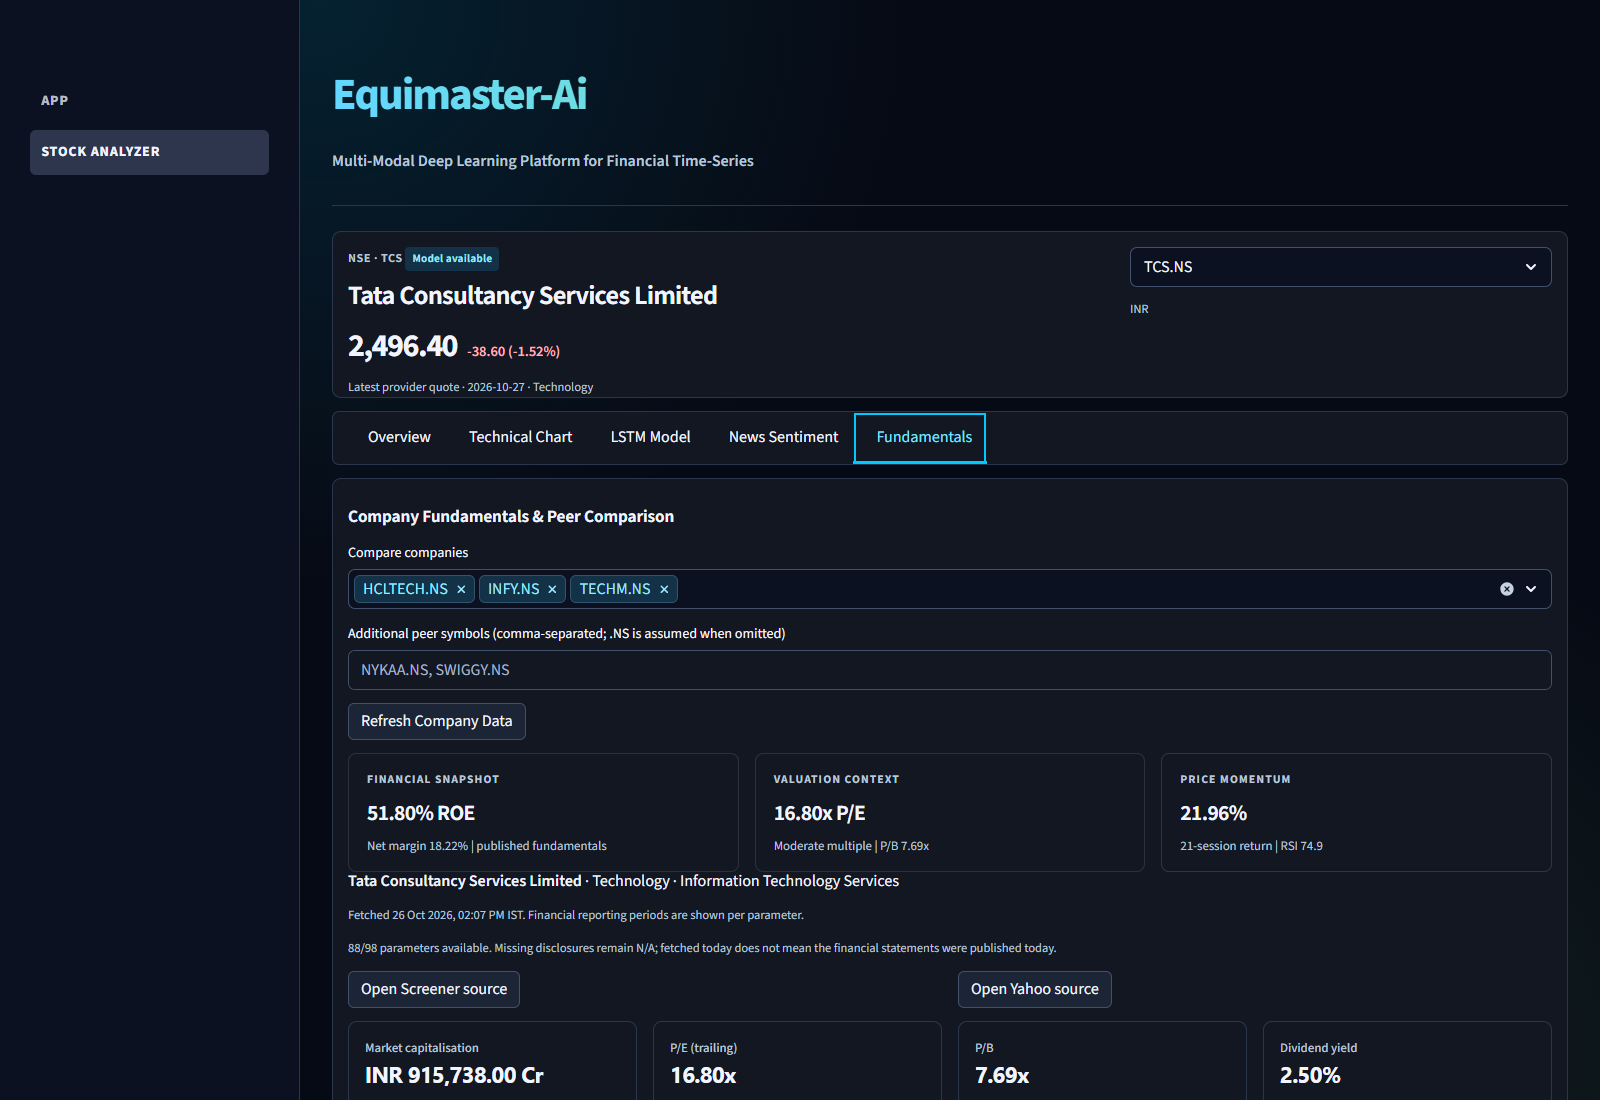 APP
STOCK ANALYZER
Equimaster-Ai
Multi-Modal Deep Learning Platform for Financial Time-Series
NSE · TCS Model available
TCS.NS
Tata Consultancy Services Limited
INR
2,496.40 -38.60 (-1.52%)
Latest provider quote · 2026-10-27 · Technology
Overview Technical Chart LSTM Model News Sentiment Fundamentals
Company Fundamentals & Peer Comparison
Compare companies
HCLTECH.NS × INFY.NS × TECHM.NS ×
Additional peer symbols (comma-separated; .NS is assumed when omitted)
NYKAA.NS, SWIGGY.NS
Refresh Company Data
FINANCIAL SNAPSHOT
51.80% ROE
Net margin 18.22% | published fundamentals
VALUATION CONTEXT
16.80x P/E
Moderate multiple | P/B 7.69x
PRICE MOMENTUM
21.96%
21-session return | RSI 74.9
Tata Consultancy Services Limited · Technology · Information Technology Services
Fetched 26 Oct 2026, 02:07 PM IST. Financial reporting periods are shown per parameter.
88/98 parameters available. Missing disclosures remain N/A; fetched today does not mean the financial statements were published today.
Open Screener source
Open Yahoo source
Market capitalisation
INR 915,738.00 Cr
P/E (trailing)
16.80x
P/B
7.69x
Dividend yield
2.50%